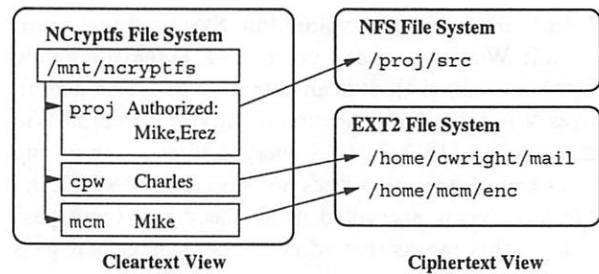 NCryptfs File System
/mnt/ncryptfs
proj Authorized:
Mike,Erez
cpw Charles
mcm Mike
Cleartext View
NFS File System
/proj/src
EXT2 File System
/home/cwright/mail
/home/mcm/enc
Ciphertext View